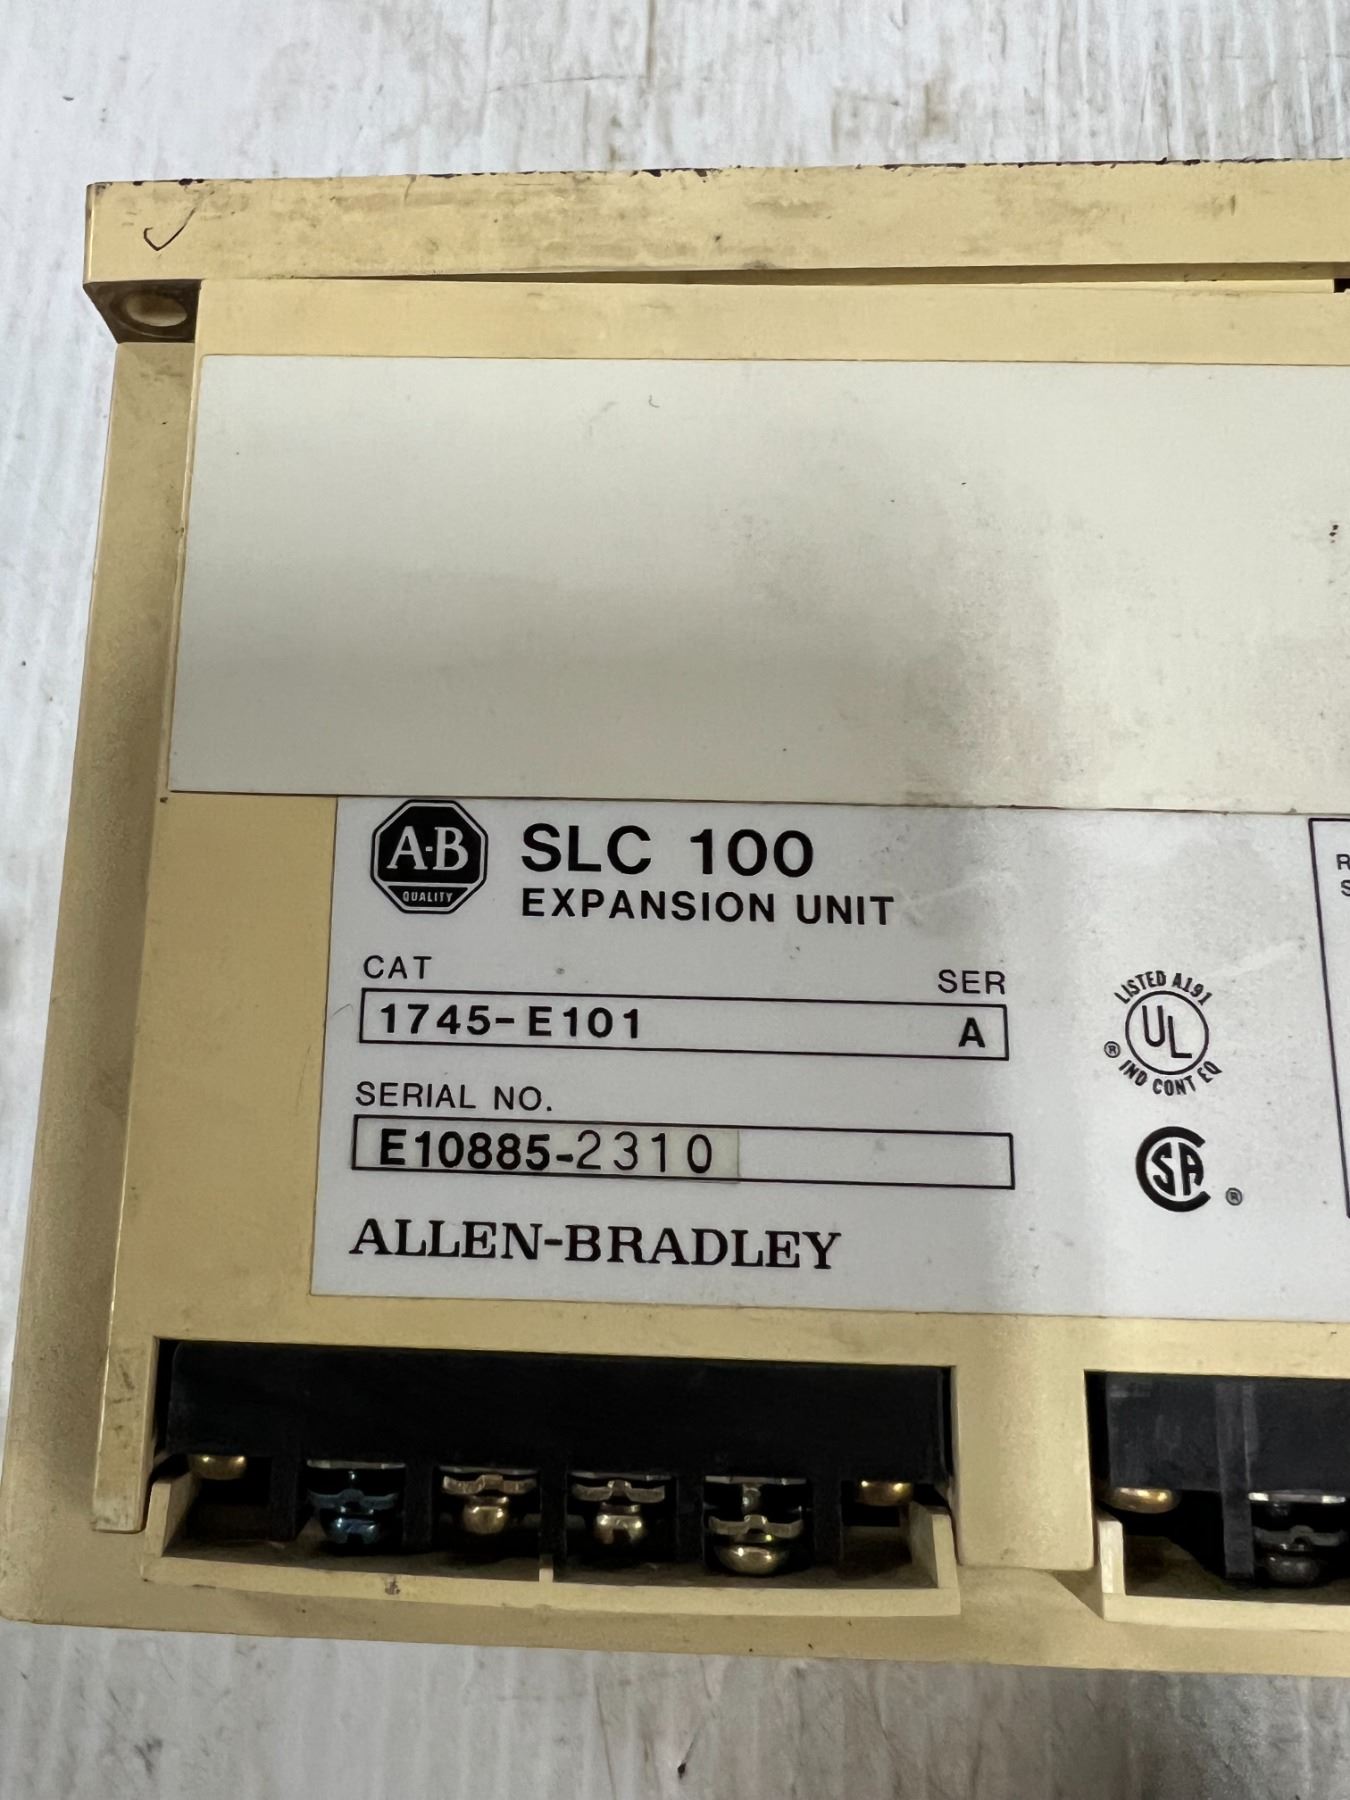 A-B
QUALITY
SLC 100
EXPANSION UNIT
CAT SER
1745-E101 A
SERIAL NO.
E10885-2310
ALLEN-BRADLEY
LISTED A191
UL
® IND CONT EQ
SA ®
R
S